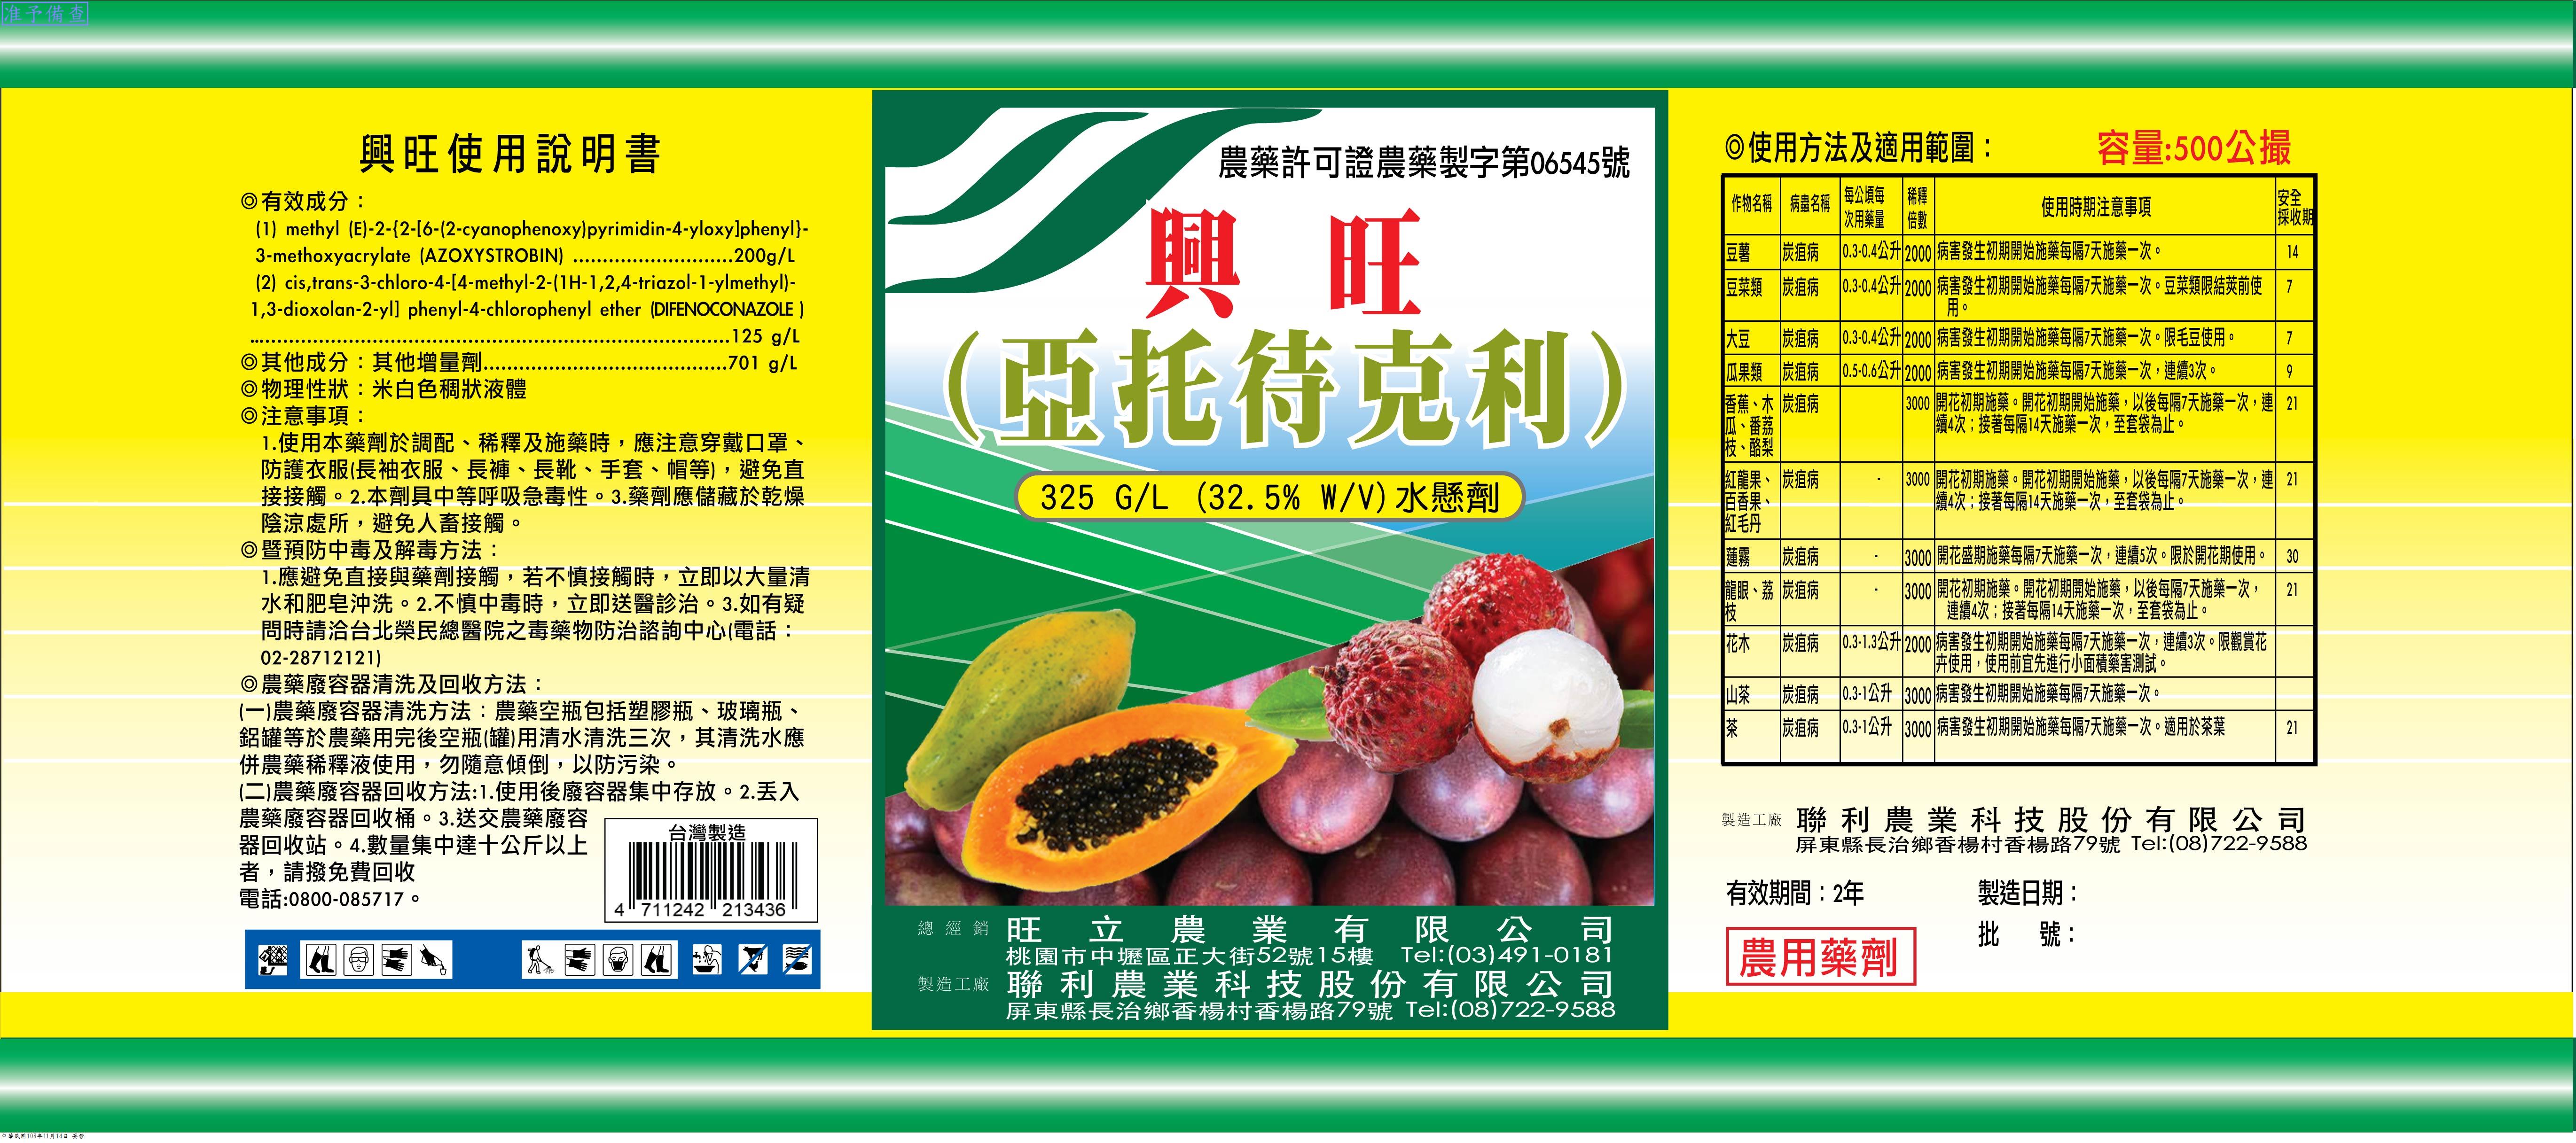 准予備查
興旺使用說明書
◎有效成分：
(1) methyl (E)-2-{2-[6-(2-cyanophenoxy)pyrimidin-4-yloxy]phenyl}-
3-methoxyacrylate (AZOXYSTROBIN) ...........................200g/L
(2) cis,trans-3-chloro-4-[4-methyl-2-(1H-1,2,4-triazol-1-ylmethyl)-
1,3-dioxolan-2-yl] phenyl-4-chlorophenyl ether (DIFENOCONAZOLE )
................................................................................125 g/L
◎其他成分：其他增量劑.........................................701 g/L
◎物理性狀：米白色稠狀液體
◎注意事項：
1.使用本藥劑於調配、稀釋及施藥時，應注意穿戴口罩、
防護衣服(長袖衣服、長褲、長靴、手套、帽等)，避免直
接接觸。2.本劑具中等呼吸急毒性。3.藥劑應儲藏於乾燥
陰涼處所，避免人畜接觸。
◎暨預防中毒及解毒方法：
1.應避免直接與藥劑接觸，若不慎接觸時，立即以大量清
水和肥皂沖洗。2.不慎中毒時，立即送醫診治。3.如有疑
問時請洽台北榮民總醫院之毒藥物防治諮詢中心(電話：
02-28712121)
◎農藥廢容器清洗及回收方法：
(一)農藥廢容器清洗方法：農藥空瓶包括塑膠瓶、玻璃瓶、
鋁罐等於農藥用完後空瓶(罐)用清水清洗三次，其清洗水應
併農藥稀釋液使用，勿隨意傾倒，以防污染。
(二)農藥廢容器回收方法:1.使用後廢容器集中存放。2.丟入
農藥廢容器回收桶。3.送交農藥廢容
器回收站。4.數量集中達十公斤以上
者，請撥免費回收
電話:0800-085717。
台灣製造
4 711242 213436
農藥許可證農藥製字第06545號
興 旺
(亞托待克利)
325 G/L (32.5% W/V)水懸劑
總經銷 旺立農業有限公司
桃園市中壢區正大街52號15樓 Tel:(03)491-0181
製造工廠 聯利農業科技股份有限公司
屏東縣長治鄉香楊村香楊路79號 Tel:(08)722-9588
◎使用方法及適用範圍： 容量:500公撮
作物名稱 病蟲名稱 每公頃每次用藥量 稀釋倍數 使用時期注意事項 安全採收期
豆薯 炭疽病 0.3-0.4公升 2000 病害發生初期開始施藥每隔7天施藥一次。 14
豆菜類 炭疽病 0.3-0.4公升 2000 病害發生初期開始施藥每隔7天施藥一次。豆菜類限結莢前使 7
用。
大豆 炭疽病 0.3-0.4公升 2000 病害發生初期開始施藥每隔7天施藥一次。限毛豆使用。 7
瓜果類 炭疽病 0.5-0.6公升 2000 病害發生初期開始施藥每隔7天施藥一次，連續3次。 9
香蕉、木 炭疽病 3000 開花初期施藥。開花初期開始施藥，以後每隔7天施藥一次，連 21
瓜、番荔 續4次；接著每隔14天施藥一次，至套袋為止。
枝、酪梨
紅龍果、 炭疽病 - 3000 開花初期施藥。開花初期開始施藥，以後每隔7天施藥一次，連 21
百香果、 續4次；接著每隔14天施藥一次，至套袋為止。
紅毛丹
蓮霧 炭疽病 - 3000 開花盛期施藥每隔7天施藥一次，連續5次。限於開花期使用。 30
龍眼、荔 炭疽病 - 3000 開花初期施藥。開花初期開始施藥，以後每隔7天施藥一次， 21
枝 連續4次；接著每隔14天施藥一次，至套袋為止。
花木 炭疽病 0.3-1.3公升 2000 病害發生初期開始施藥每隔7天施藥一次，連續3次。限觀賞花
卉使用，使用前宜先進行小面積藥害測試。
山茶 炭疽病 0.3-1公升 3000 病害發生初期開始施藥每隔7天施藥一次。
茶 炭疽病 0.3-1公升 3000 病害發生初期開始施藥每隔7天施藥一次。適用於茶葉 21
製造工廠 聯利農業科技股份有限公司
屏東縣長治鄉香楊村香楊路79號 Tel:(08)722-9588
有效期間：2年 製造日期：
批 號：
農用藥劑
中華民國108年11月14日 簽發